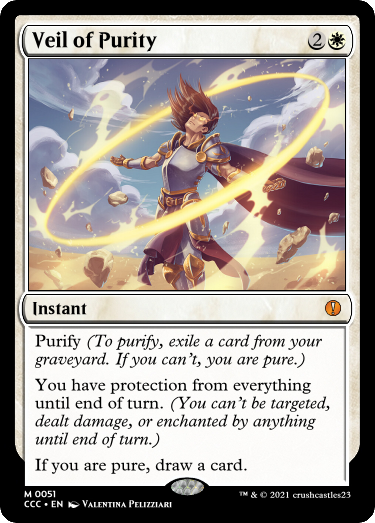 Veil of Purity 2
Instant
Purify (To purify, exile a card from your
graveyard. If you can't, you are pure.)
You have protection from everything
until end of turn. (You can't be targeted,
dealt damage, or enchanted by anything
until end of turn.)
If you are pure, draw a card.
M 0051
CCC • EN Valentina Pelizziari
™ & © 2021 crushcastles23